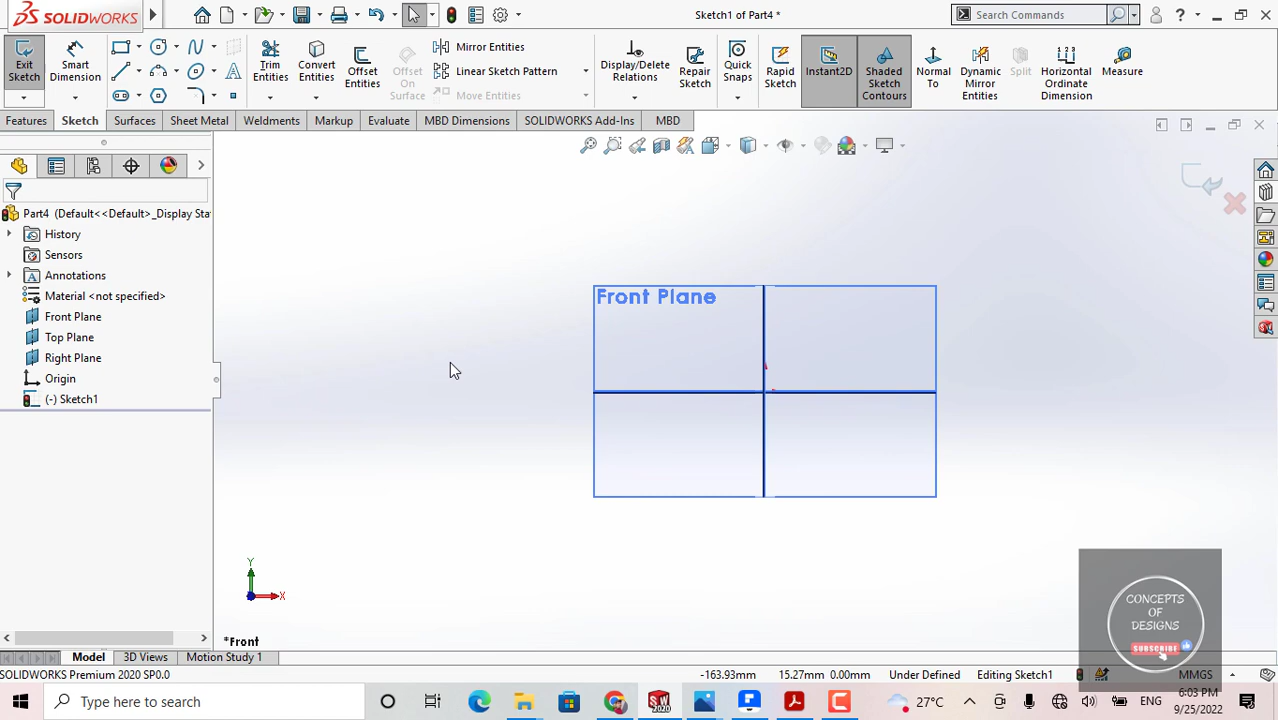 SOLIDWORKS
Sketch1 of Part4 *
Search Commands
?
Exit Sketch
Smart Dimension
Trim Entities
Convert Entities
Offset Entities
Offset On Surface
Mirror Entities
Linear Sketch Pattern
Move Entities
Display/Delete Relations
Repair Sketch
Quick Snaps
Rapid Sketch
Instant2D
Shaded Sketch Contours
Normal To
Dynamic Mirror Entities
Split
Horizontal Ordinate Dimension
Measure
Features
Sketch
Surfaces
Sheet Metal
Weldments
Markup
Evaluate
MBD Dimensions
SOLIDWORKS Add-Ins
MBD
Part4 (Default<<Default>_Display Sta
History
Sensors
Annotations
Material <not specified>
Front Plane
Top Plane
Right Plane
Origin
(-) Sketch1
Front Plane
Y
X
*Front
CONCEPTS
OF
DESIGNS
SUBSCRIBE
Model
3D Views
Motion Study 1
SOLIDWORKS Premium 2020 SP0.0
-163.93mm
15.27mm
0.00mm
Under Defined
Editing Sketch1
MMGS
Type here to search
SW
2020
27°C
ENG
6:03 PM
9/25/2022